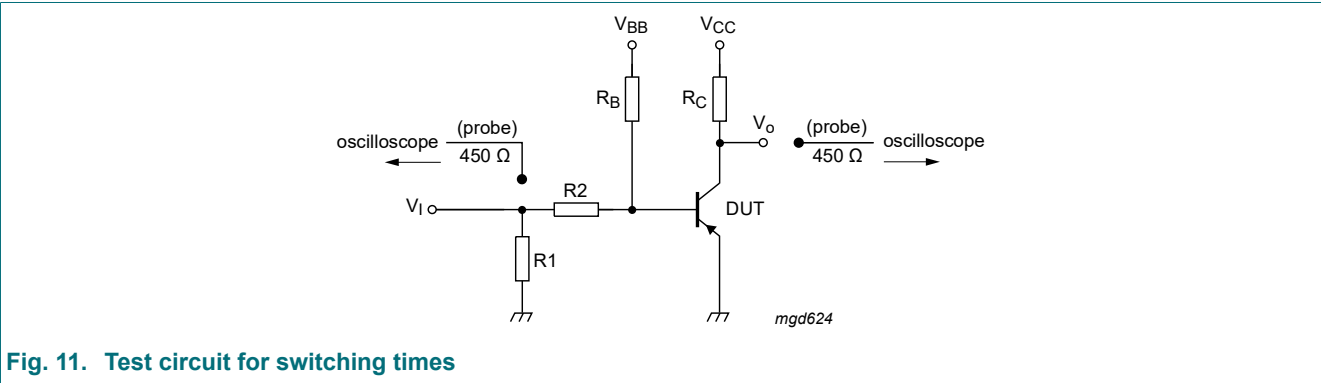 VBB
VCC
RB
RC
Vo
oscilloscope
(probe)
450 Ω
(probe)
450 Ω
oscilloscope
R2
VI
DUT
R1
mgd624
Fig. 11. Test circuit for switching times